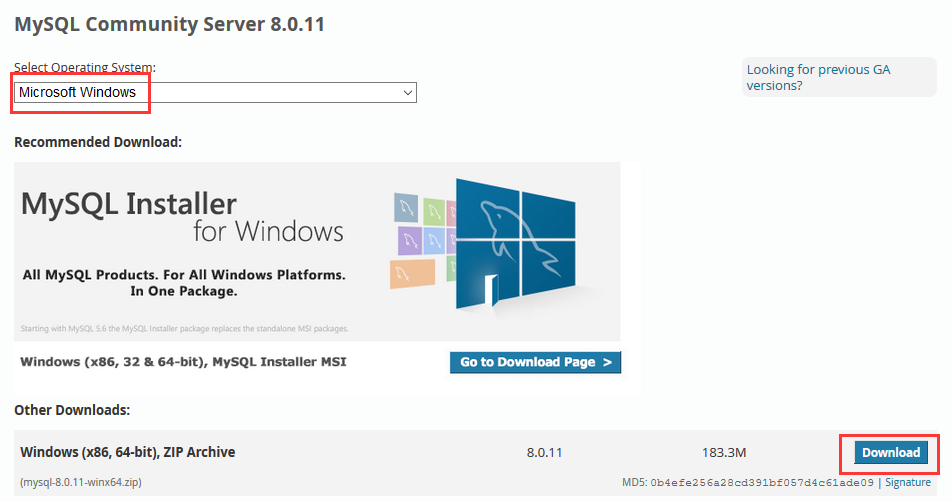 MySQL Community Server 8.0.11
Select Operating System:
Looking for previous GA
versions?
Microsoft Windows
Recommended Download:
MySQL Installer
for Windows
All MySQL Products. For All Windows Platforms.
In One Package.
Starting with MySQL 5.6 the MySQL Installer package replaces the standalone MSI packages.
Windows (x86, 32 & 64-bit), MySQL Installer MSI
Go to Download Page >
Other Downloads:
Windows (x86, 64-bit), ZIP Archive 8.0.11 183.3M Download
(mysql-8.0.11-winx64.zip) MD5: 0b4efe256a28cd391bf057d4c61ade09 | Signature